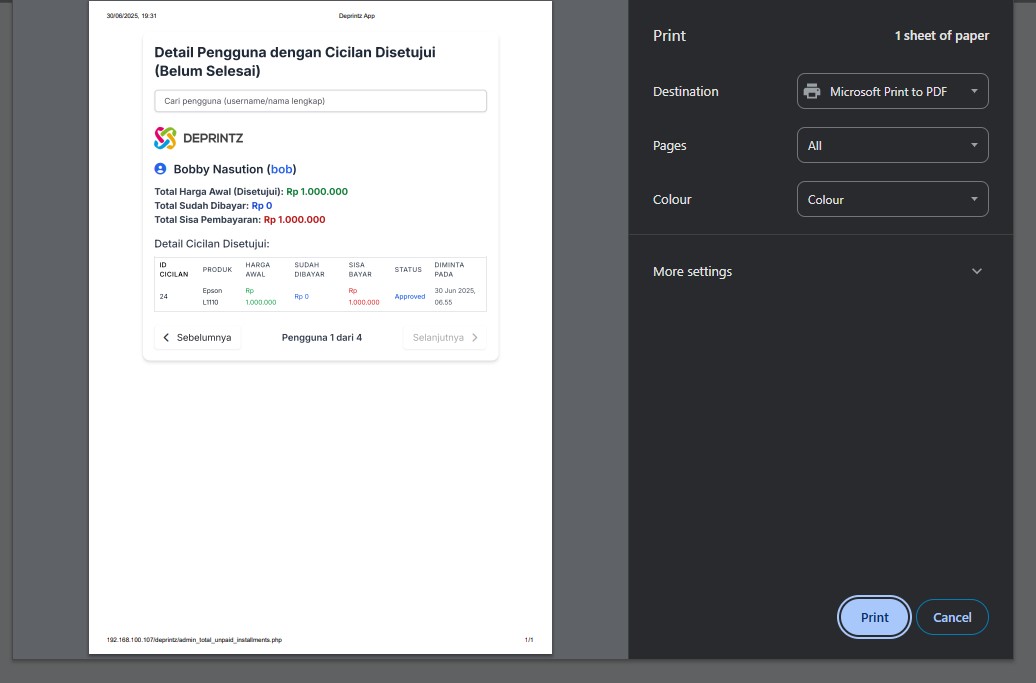 30/06/2025, 19:31
Deprintz App
Detail Pengguna dengan Cicilan Disetujui
(Belum Selesai)
Cari pengguna (username/nama lengkap)
DEPRINTZ
Bobby Nasution (bob)
Total Harga Awal (Disetujui): Rp 1.000.000
Total Sudah Dibayar: Rp 0
Total Sisa Pembayaran: Rp 1.000.000
Detail Cicilan Disetujui:
ID CICILAN PRODUK HARGA AWAL SUDAH DIBAYAR SISA BAYAR STATUS DIMINTA PADA
24 Epson L1110 Rp 1.000.000 Rp 0 Rp 1.000.000 Approved 30 Jun 2025, 06.55
Sebelumnya
Pengguna 1 dari 4
Selanjutnya
192.168.100.107/deprintz/admin_total_unpaid_installments.php
1/1
Print
1 sheet of paper
Destination
Microsoft Print to PDF
Pages
All
Colour
Colour
More settings
Print
Cancel